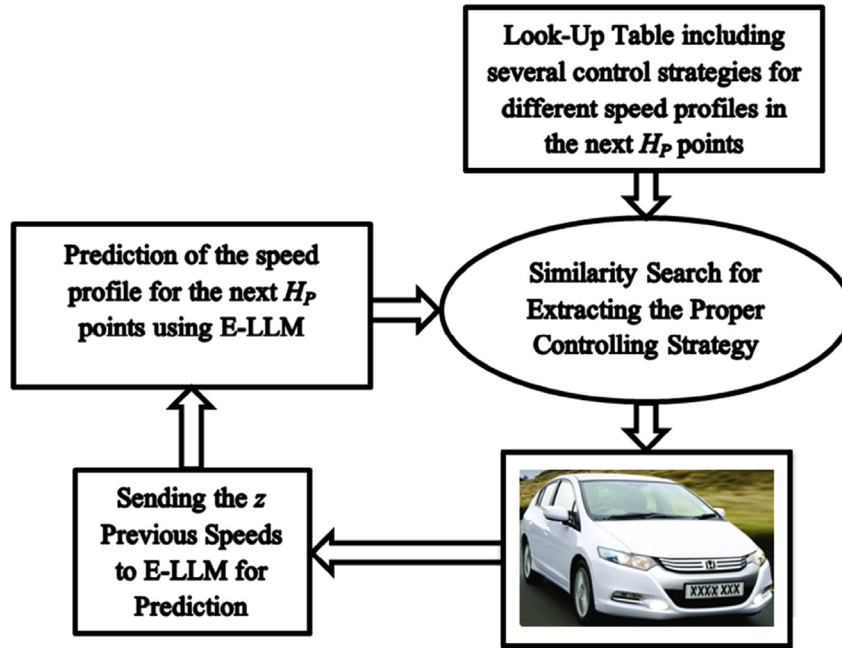 Look-Up Table including
several control strategies for
different speed profiles in
the next H_P points
Prediction of the speed
profile for the next H_P
points using E-LLM
Similarity Search for
Extracting the Proper
Controlling Strategy
Sending the z
Previous Speeds
to E-LLM for
Prediction
XXXX XXX